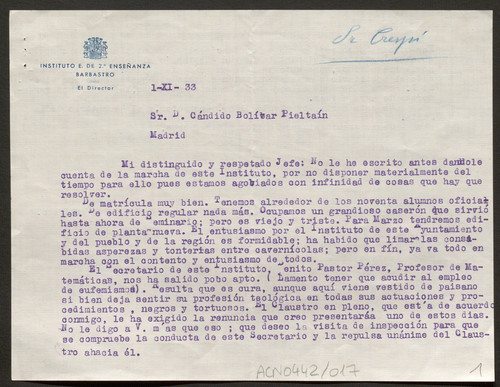 Sr Crespí
INSTITUTO E. DE 2ª ENSEÑANZA
BARBASTRO
El Director
1-XI- 33
Sr. D. Cándido Bolívar Pieltaín
Madrid
Mi distinguido y respetado Jefe: No le he escrito antes dandole
cuenta de la marcha de este Instituto, por no disponer materialmente del
tiempo para ello pues estamos agobiados con infinidad de cosas que hay que
resolver.
De matrícula muy bien. Tenemos alrededor de los noventa alumnos oficia-
les. De edificio regular nada más. Ocupamos un grandioso caserón que sirvió
hasta ahora de Seminario; pero es viejo y triste. Para Marzo tendremos edi-
ficio de planta nueva. El entusiasmo por el Instituto de este Ayuntamiento
y del pueblo y de la región es formidable; ha habido que limar las consa-
bidas asperezas y tonterías entre cavernícolas; pero en fin, ya va todo en
marcha con el contento y entusiasmo de todos.
El Secretario de este Instituto, enito Pastor Pérez, Profesor de Ma-
temáticas, nos ha salido pobo apto. ( Lamento tener que acudir al empleo
de eufemismos). Resulta que es cura, aunque aquí viene vestido de paisano
si bien deja sentir su profesión teológica en todas sus actuaciones y pro-
cedimientos , negros y tortuosos. El Claustro en pleno, que está de acuerdo
conmigo, le ha exigido la renuncia que creo presentará uno de estos días.
No le digo a V. mas que eso ; que deseo la visita de inspección para que
se compruebe la conducta de este Secretario y la repulsa unánime del Claus-
tro ahacia él.
ACN0442/017
1